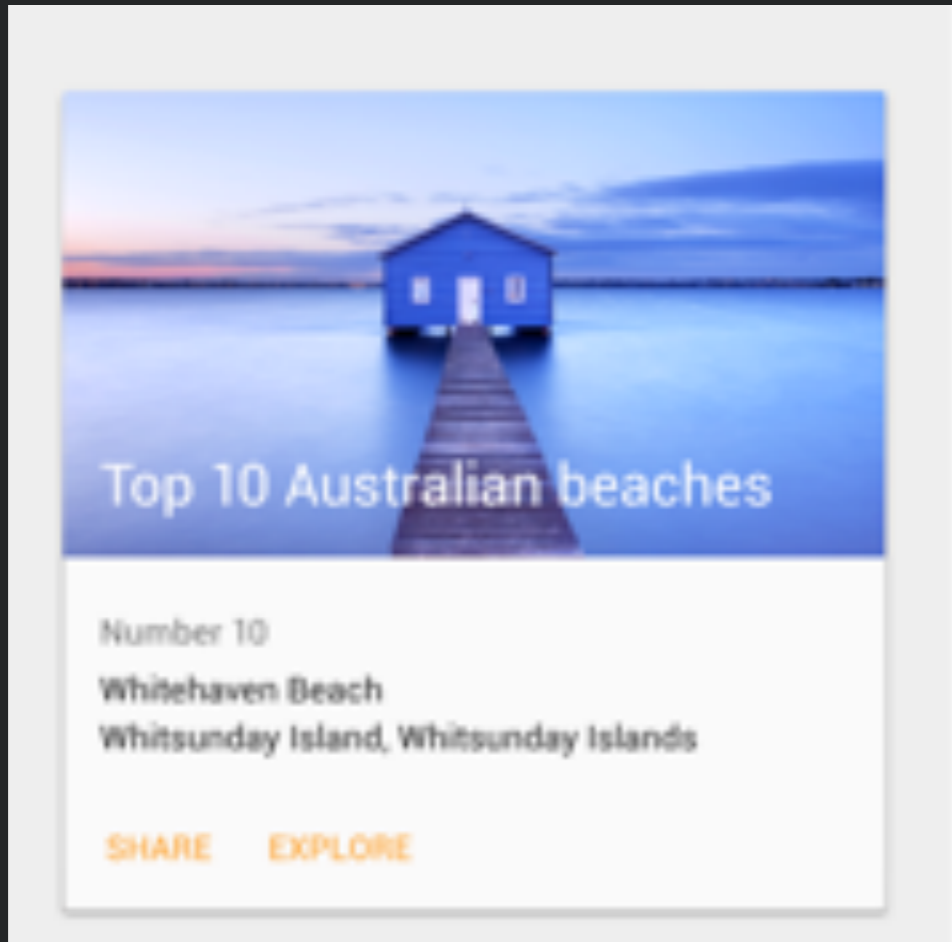 Top 10 Australian beaches
Number 10
Whitehaven Beach
Whitsunday Island, Whitsunday Islands
SHARE EXPLORE